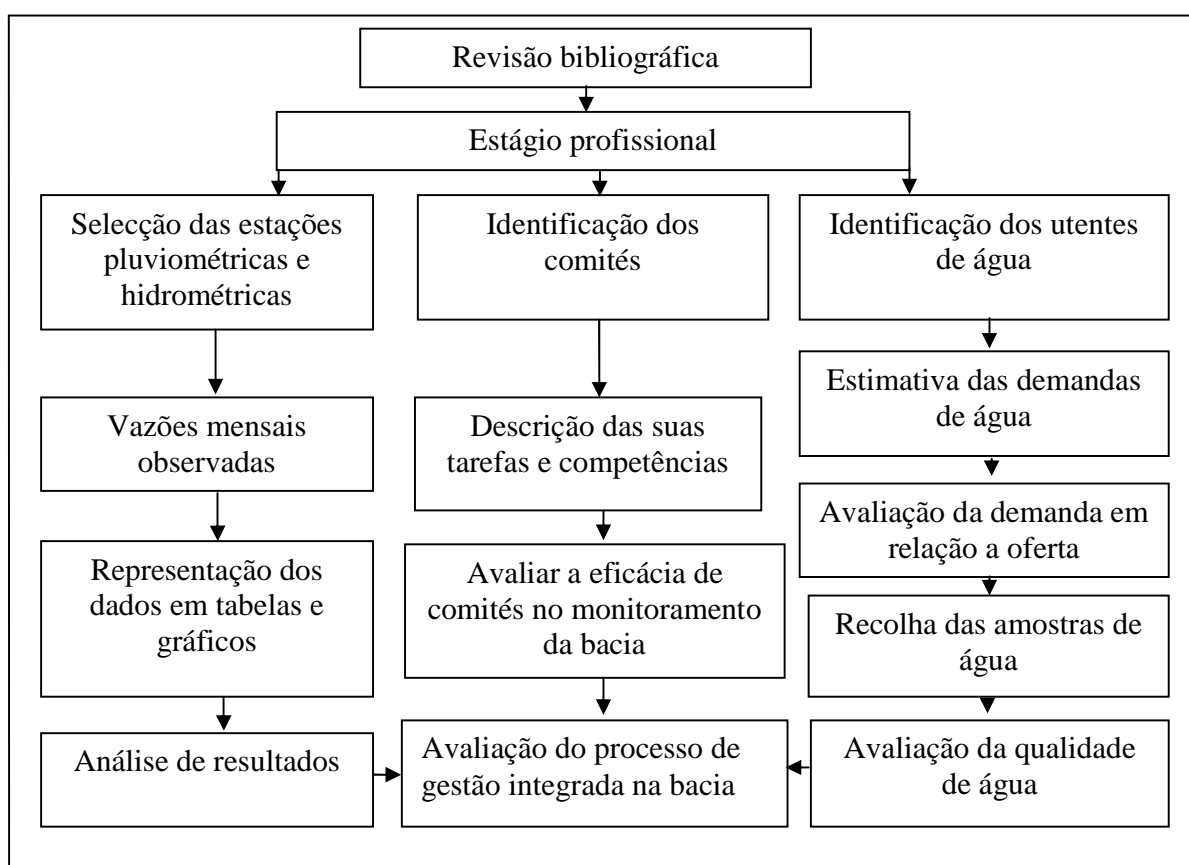 Revisão bibliográfica
Estágio profissional
Selecção das estações
pluviométricas e
hidrométricas
Identificação dos
comités
Identificação dos utentes
de água
Vazões mensais
observadas
Descrição das suas
tarefas e competências
Estimativa das demandas
de água
Avaliação da demanda em
relação a oferta
Representação dos
dados em tabelas e
gráficos
Avaliar a eficácia de
comités no monitoramento
da bacia
Recolha das amostras de
água
Análise de resultados
Avaliação do processo de
gestão integrada na bacia
Avaliação da qualidade
de água